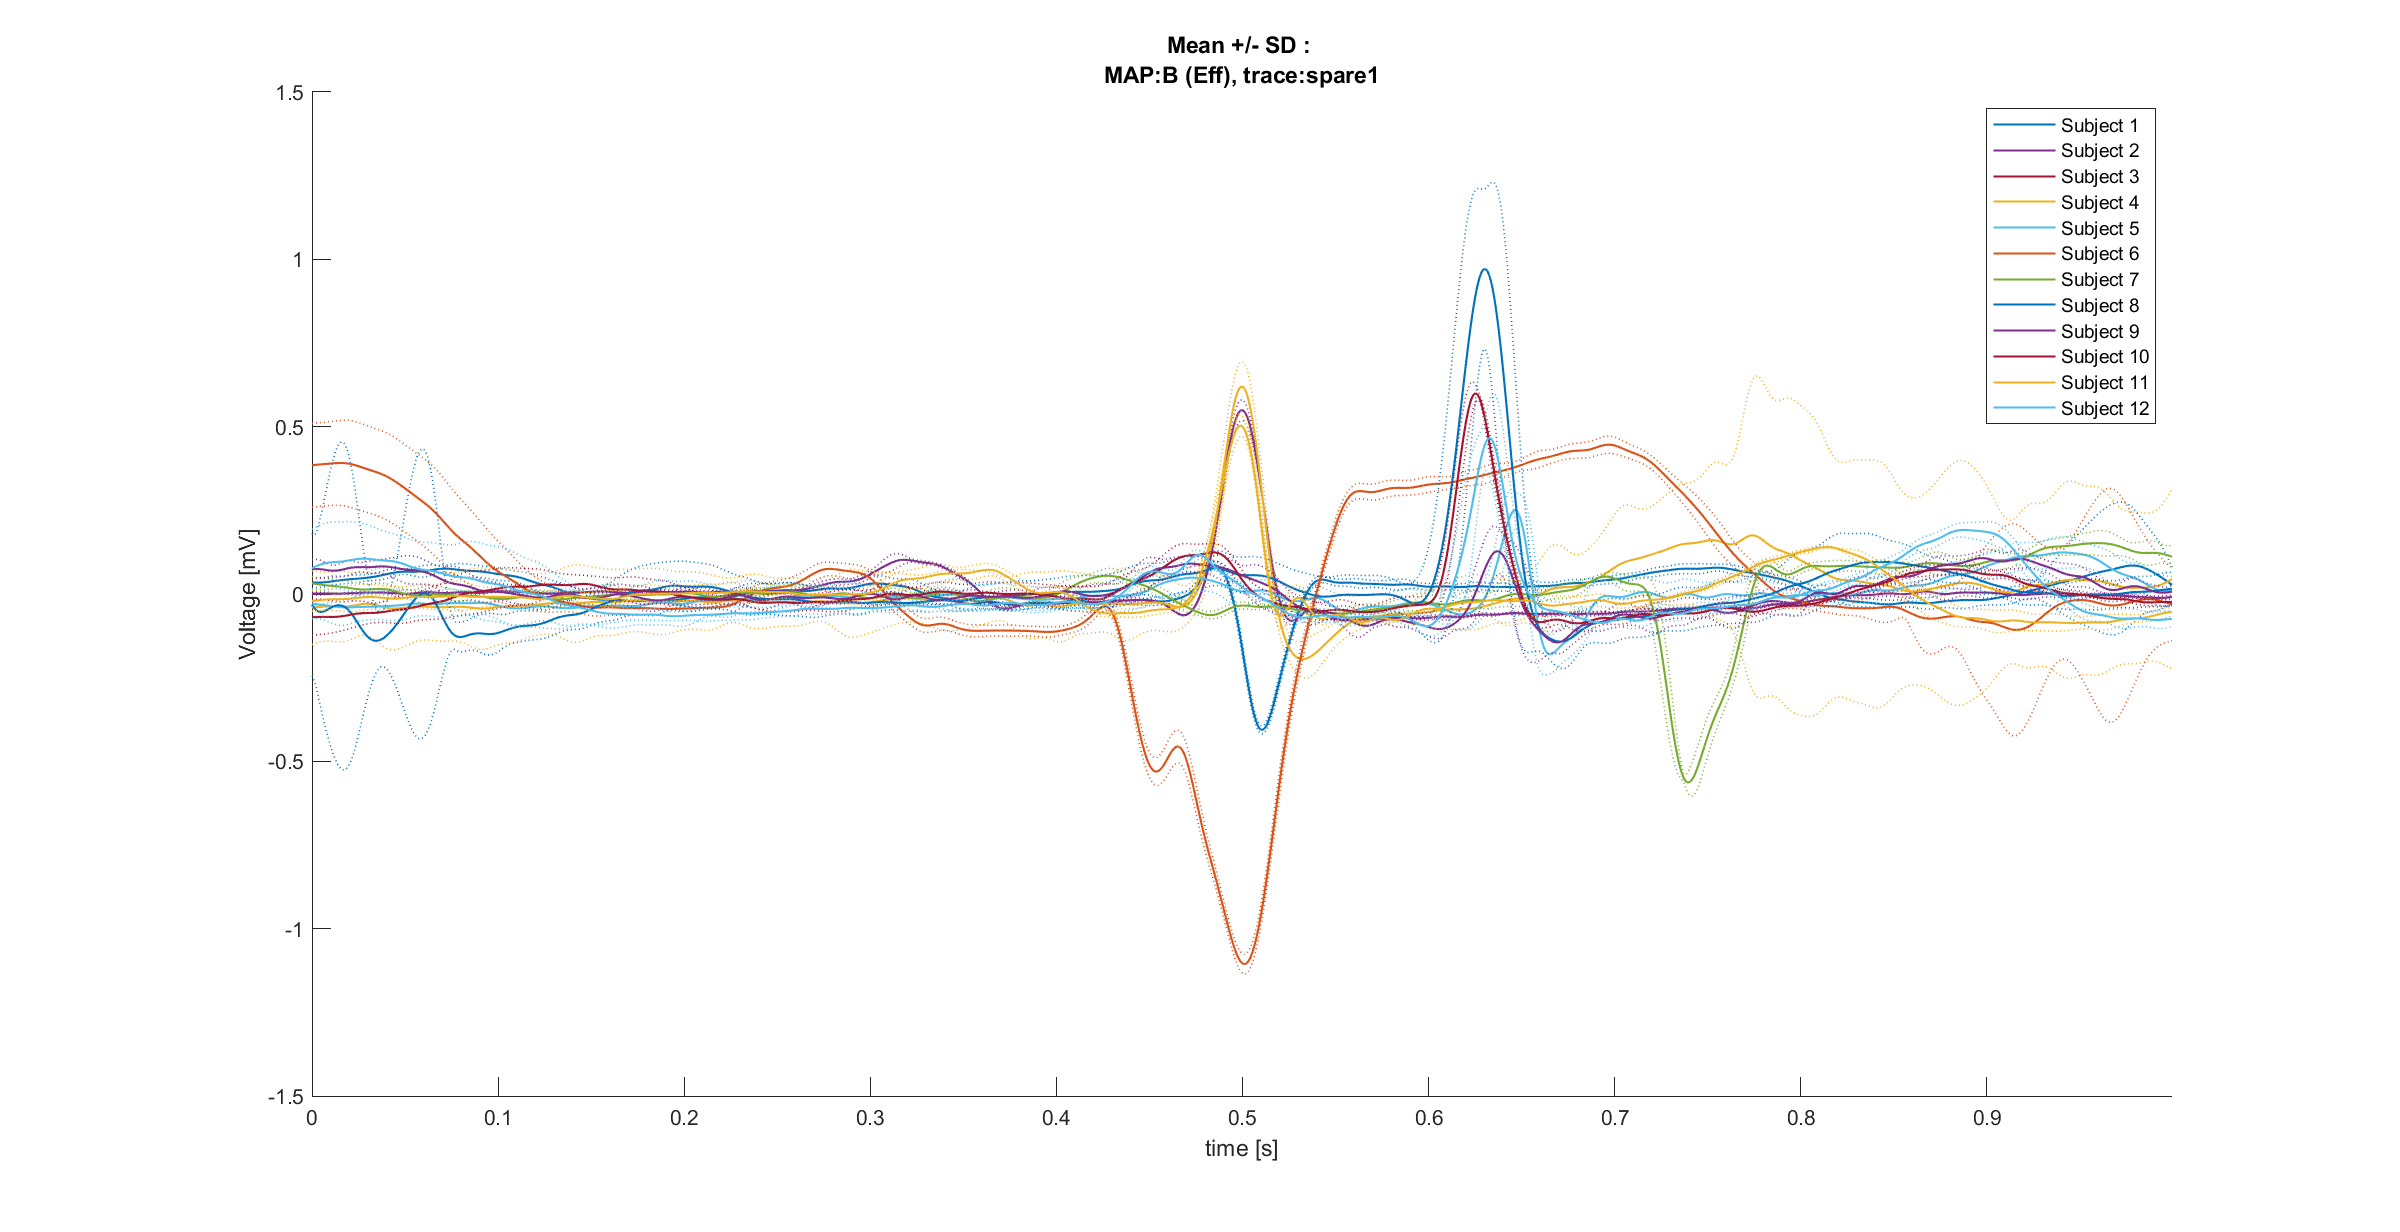 Mean +/- SD :
MAP:B (Eff), trace:spare1
Voltage [mV]
1.5
1
0.5
0
-0.5
-1
-1.5
0 0.1 0.2 0.3 0.4 0.5 0.6 0.7 0.8 0.9
time [s]
Subject 1
Subject 2
Subject 3
Subject 4
Subject 5
Subject 6
Subject 7
Subject 8
Subject 9
Subject 10
Subject 11
Subject 12